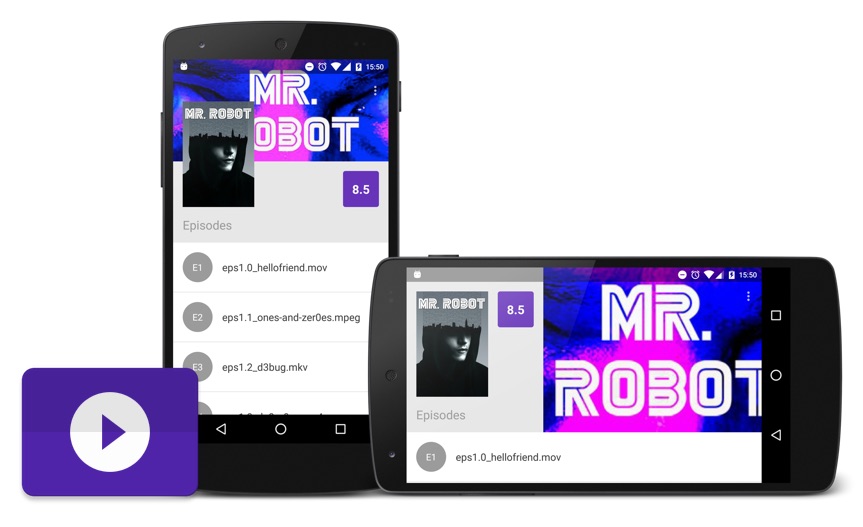 15:50
MR.
OBOT
MR. ROBOT
8.5
Episodes
E1 eps1.0_hellofriend.mov
E2 eps1.1_ones-and-zer0es.mpeg
E3 eps1.2_d3bug.mkv
15:50
MR.
ROBOT
MR. ROBOT
8.5
Episodes
E1 eps1.0_hellofriend.mov